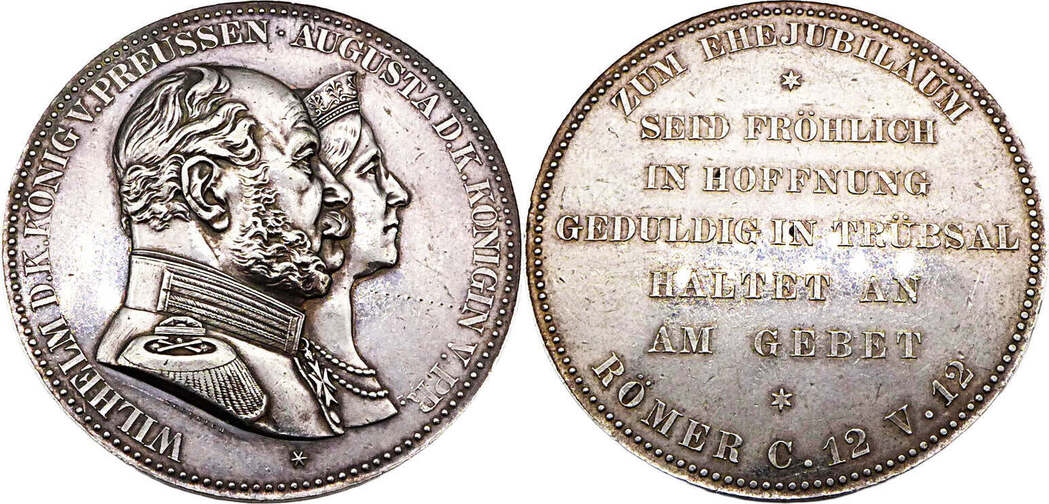 WILHELM D.K.KÖNIG V.PREUSSEN · AUGUSTA D.K.KÖNIGIN V.PR.
ZUM EHEJUBILÄUM
SEID FRÖHLICH
IN HOFFNUNG
GEDULDIG IN TRÜBSAL
HALTET AN
AM GEBET
RÖMER C. 12 V. 12